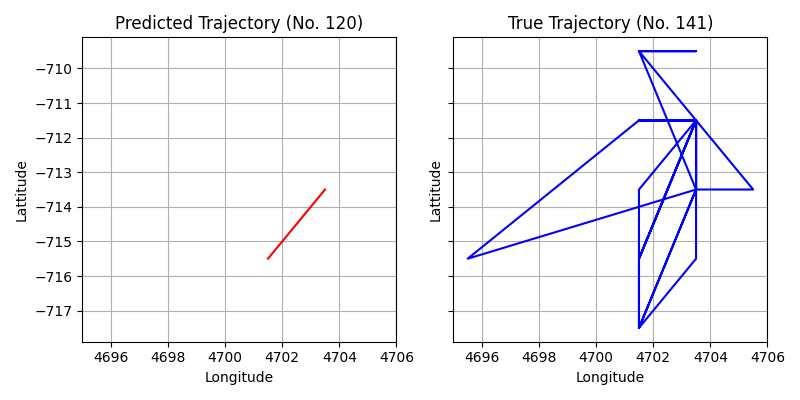 Predicted Trajectory (No. 120)
−710
−711
−712
−713
−714
−715
−716
−717
Lattitude
4696 4698 4700 4702 4704 4706
Longitude
True Trajectory (No. 141)
Lattitude
4696 4698 4700 4702 4704 4706
Longitude